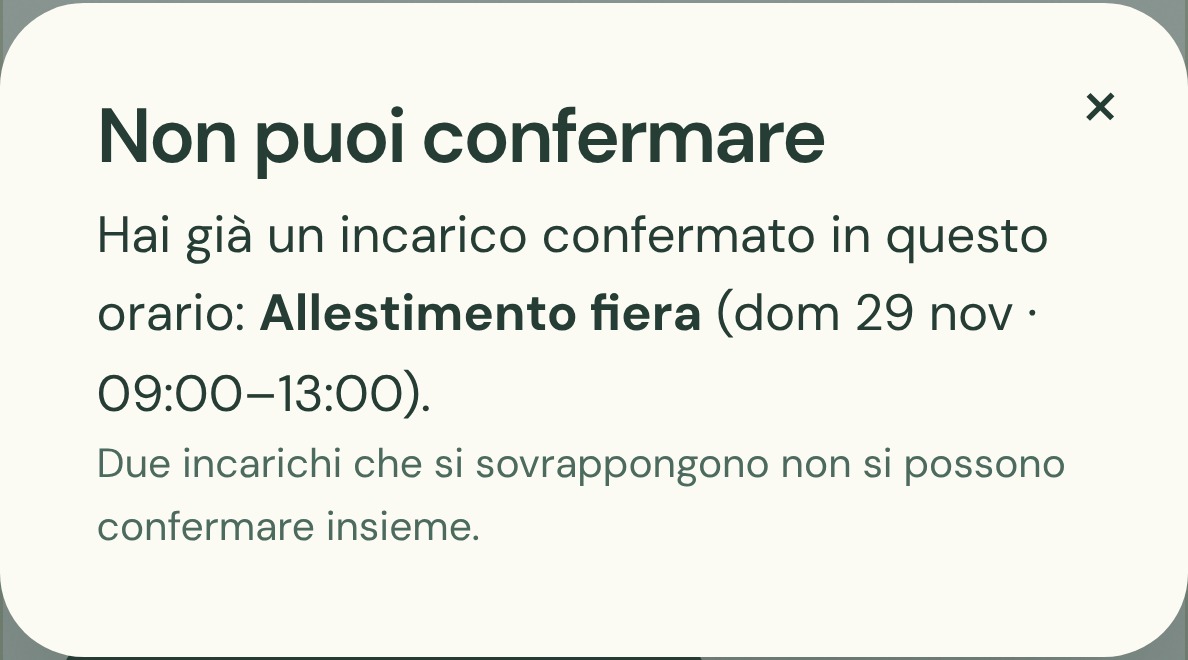 Non puoi confermare
Hai già un incarico confermato in questo
orario: Allestimento fiera (dom 29 nov ·
09:00–13:00).
Due incarichi che si sovrappongono non si possono
confermare insieme.